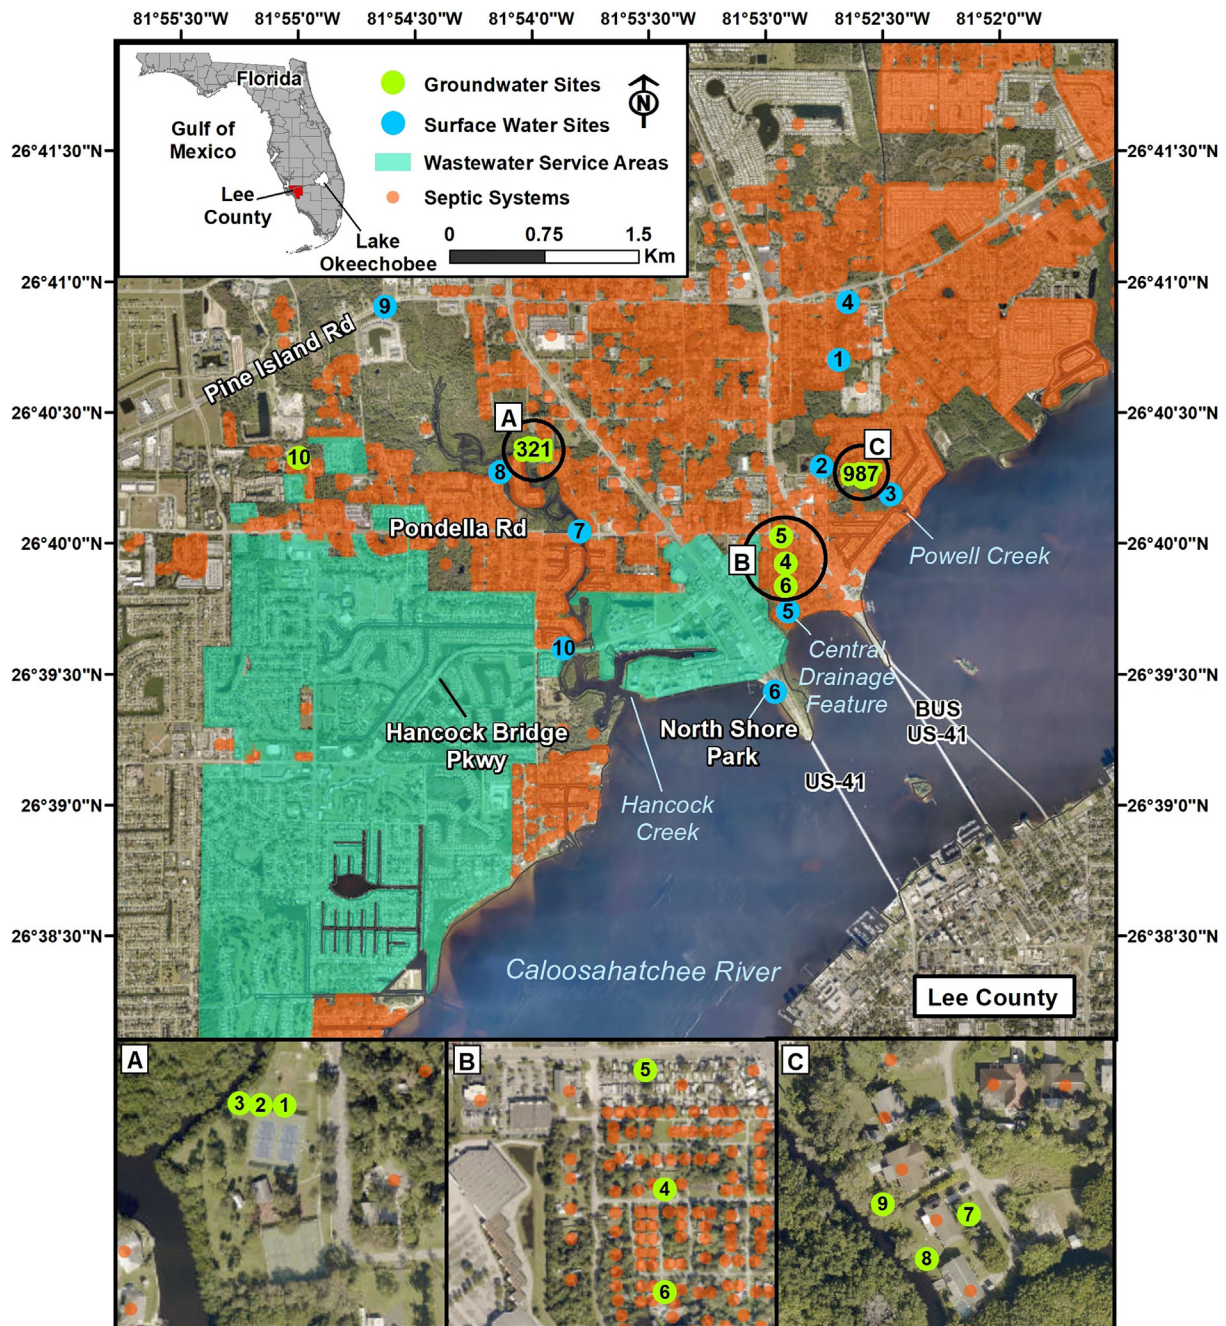 81°55'30"W 81°55'0"W 81°54'30"W 81°54'0"W 81°53'30"W 81°53'0"W 81°52'30"W 81°52'0"W
Florida
Gulf of
Mexico
Lee
County
Lake
Okeechobee
Groundwater Sites
N
Surface Water Sites
Wastewater Service Areas
Septic Systems
0 0.75 1.5
Km
26°41'30"N 26°41'30"N
26°41'0"N 26°41'0"N
9
4
Pine Island Rd
1
26°40'30"N 26°40'30"N
A
C
10
321
8
2
987
3
Pondella Rd
7
5
26°40'0"N 26°40'0"N
Powell Creek
B
4
6
5
10
Central
Drainage
Feature
26°39'30"N 26°39'30"N
6
BUS
US-41
Hancock Bridge
Pkwy
North Shore
Park
US-41
Hancock
Creek
26°39'0"N 26°39'0"N
26°38'30"N 26°38'30"N
Caloosahatchee River
Lee County
A
3 2 1
B
5
4
6
C
9
7
8